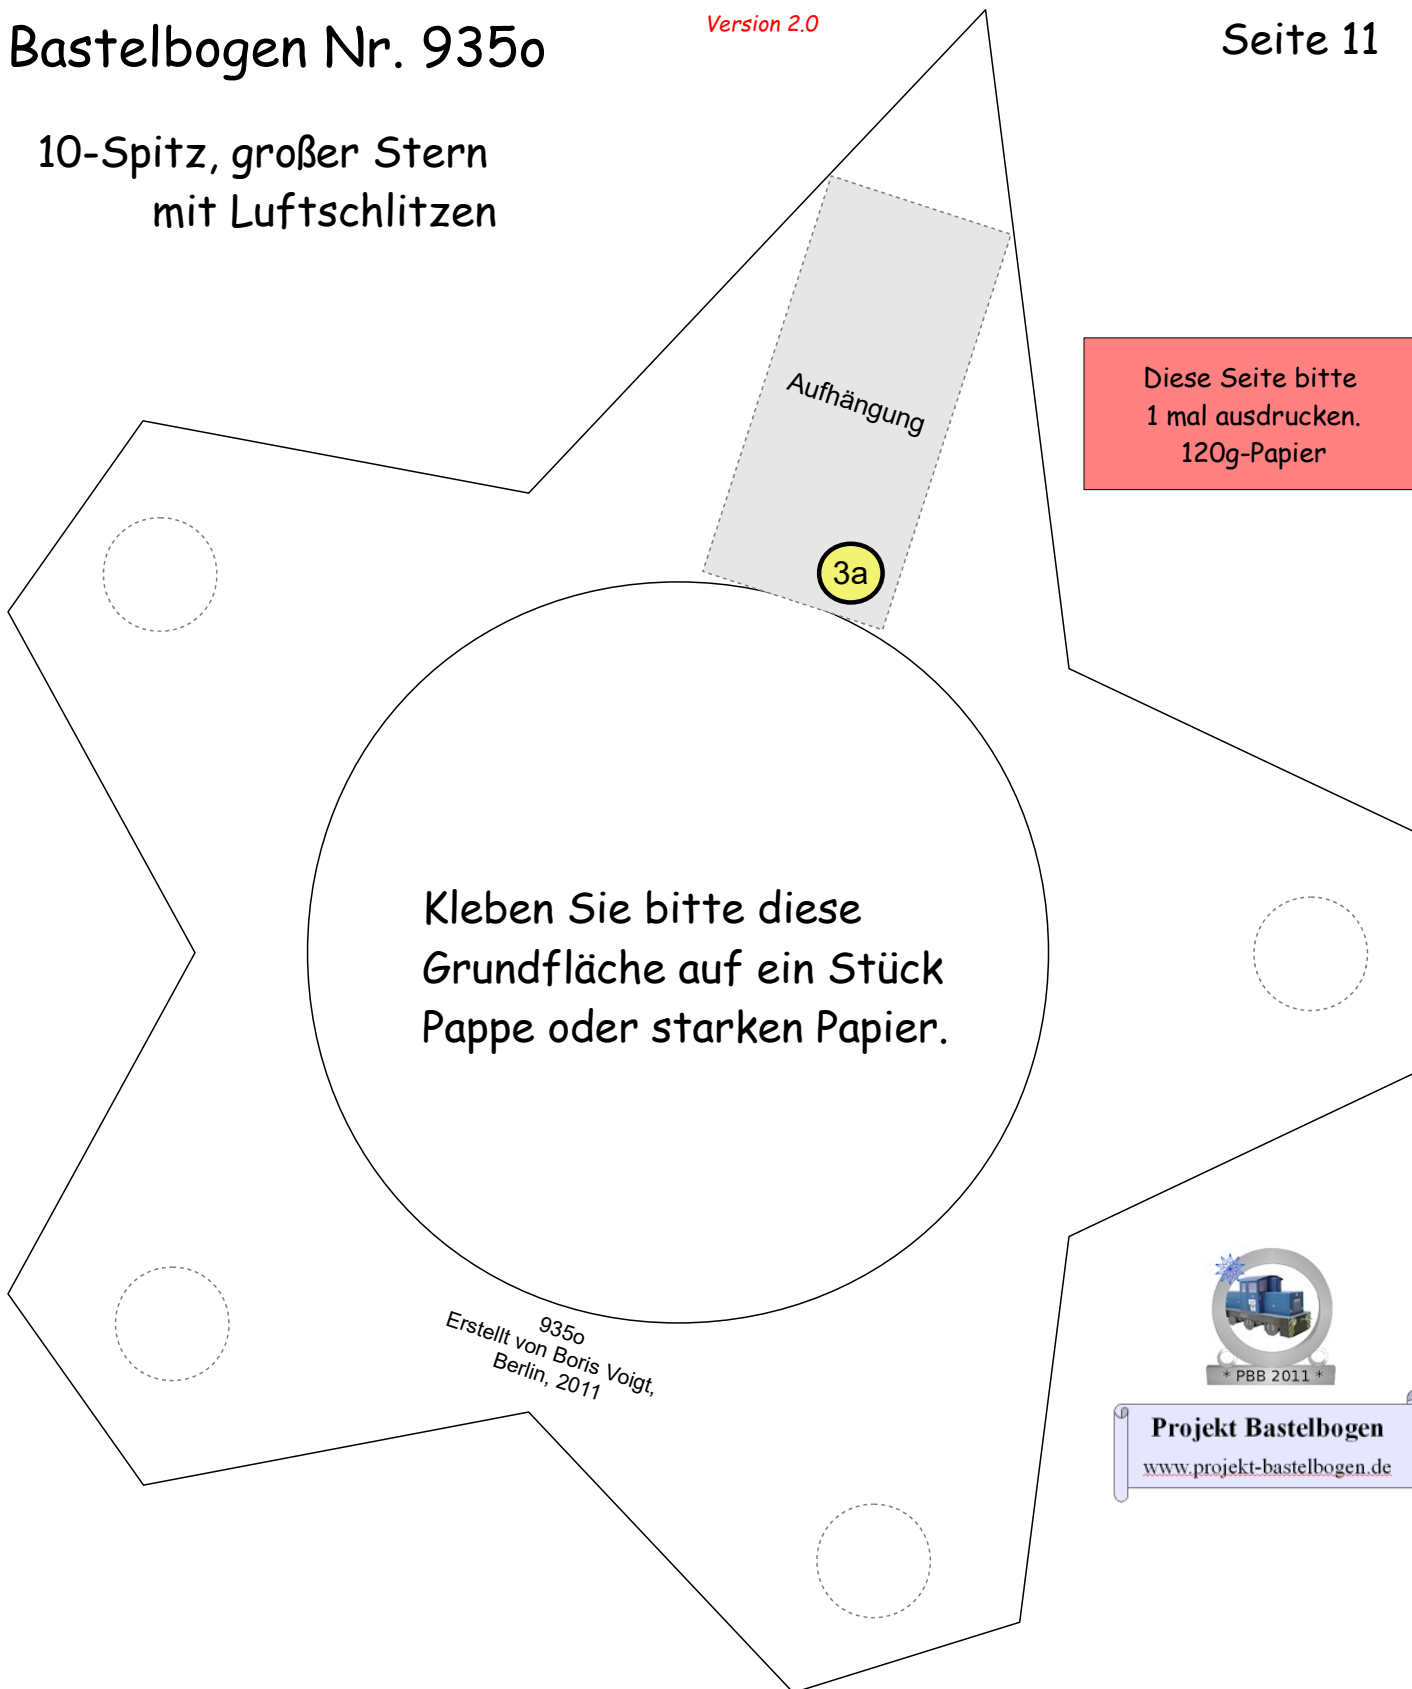 Bastelbogen Nr. 935o
Version 2.0
Seite 11
10-Spitz, großer Stern
mit Luftschlitzen
Aufhängung
Diese Seite bitte
1 mal ausdrucken.
120g-Papier
3a
Kleben Sie bitte diese
Grundfläche auf ein Stück
Pappe oder starken Papier.
935o
Erstellt von Boris Voigt,
Berlin, 2011
* PBB 2011 *
Projekt Bastelbogen
www.projekt-bastelbogen.de